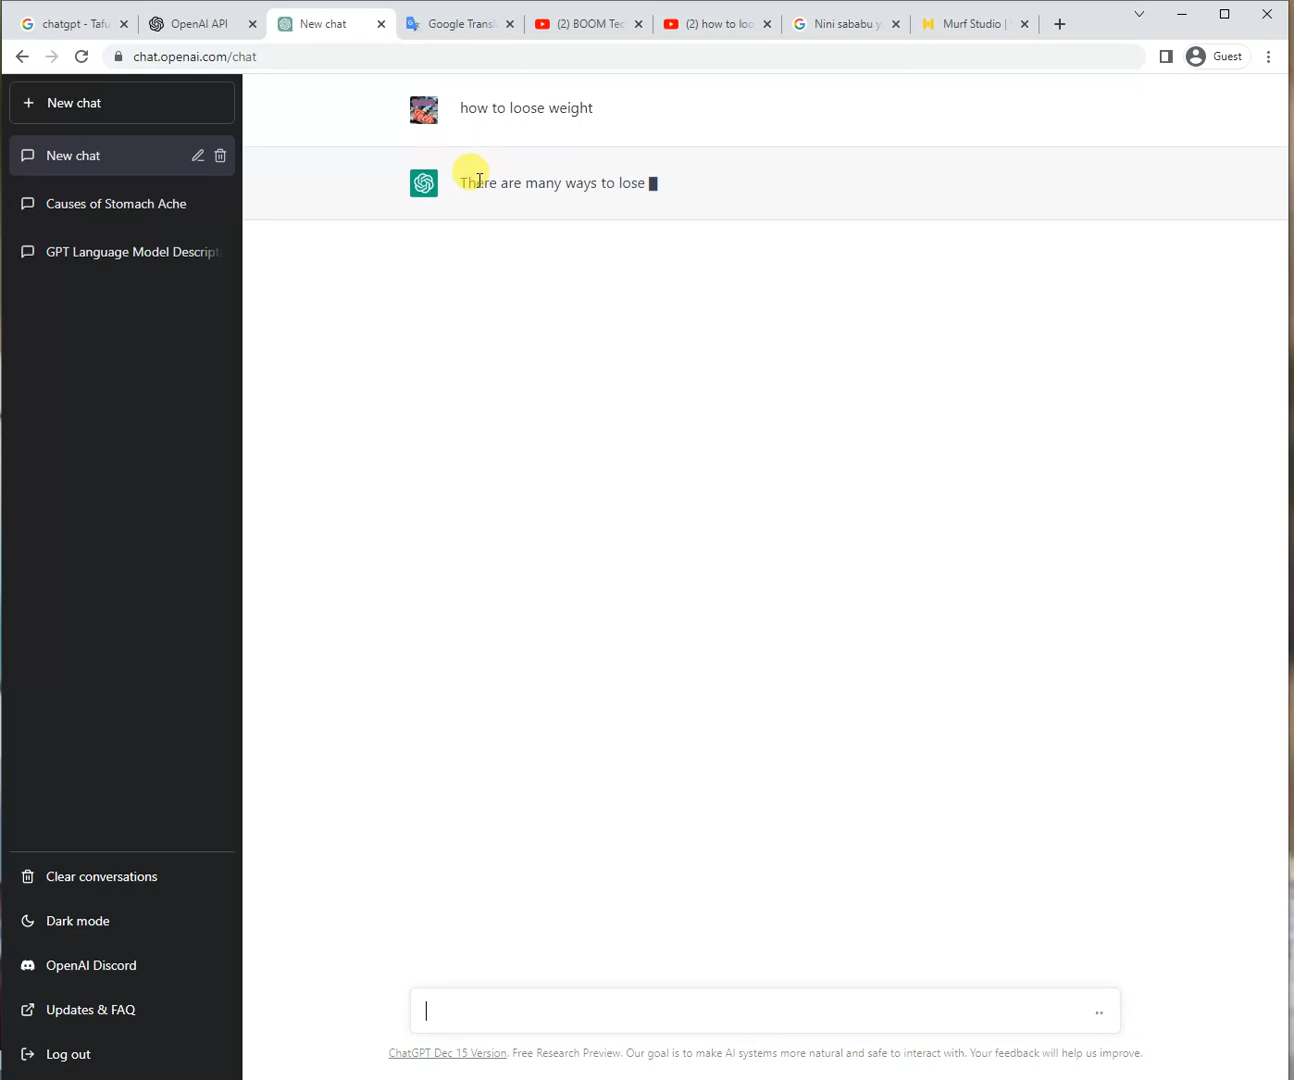 chatgpt - Tafu
OpenAI API
New chat
Google Transl
(2) BOOM Tec
(2) how to loo
Nini sababu y
Murf Studio |
chat.openai.com/chat
Guest
New chat
New chat
Causes of Stomach Ache
GPT Language Model Descript
how to loose weight
There are many ways to lose
Clear conversations
Dark mode
OpenAI Discord
Updates & FAQ
Log out
ChatGPT Dec 15 Version. Free Research Preview. Our goal is to make AI systems more natural and safe to interact with. Your feedback will help us improve.